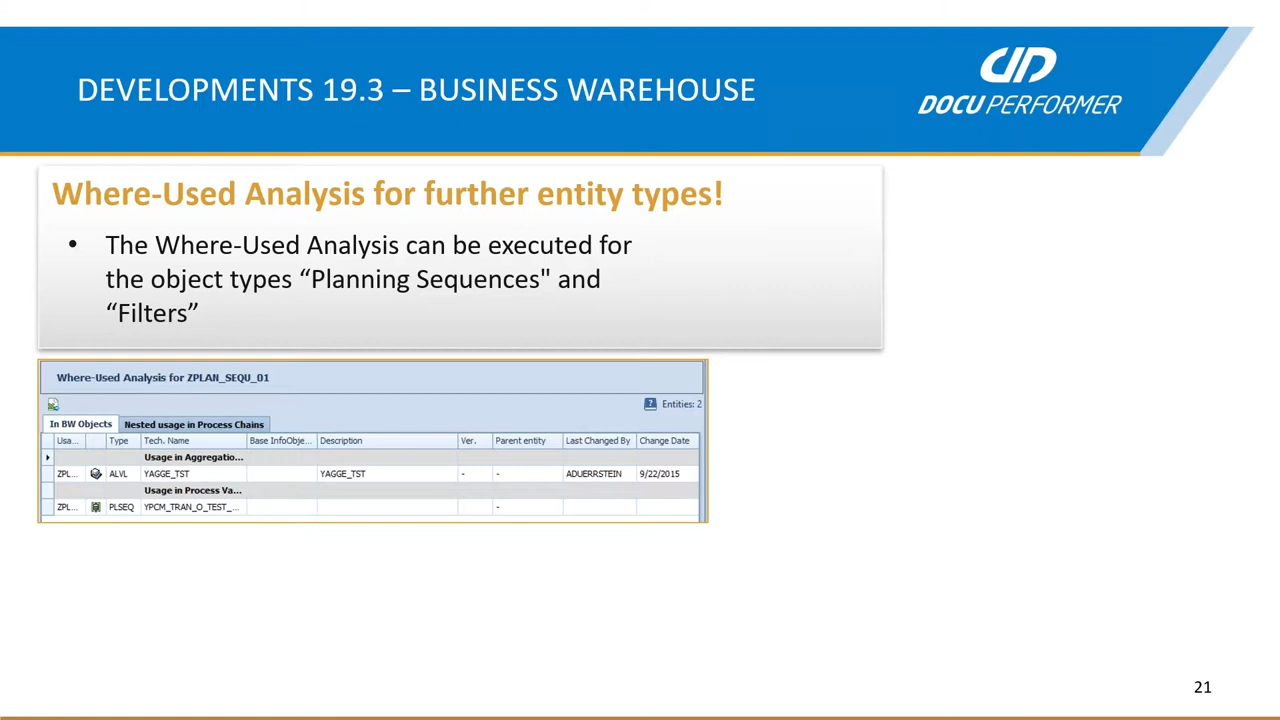 DEVELOPMENTS 19.3 – BUSINESS WAREHOUSE
DOCU PERFORMER
Where-Used Analysis for further entity types!
• The Where-Used Analysis can be executed for
the object types “Planning Sequences" and
“Filters”
Where-Used Analysis for ZPLAN_SEQU_01
Entities: 2
In BW Objects Nested usage in Process Chains
Usa... Type Tech. Name Base InfoObje... Description Ver. Parent entity Last Changed By Change Date
Usage in Aggregatio...
ZPL... ALVL YAGGE_TST YAGGE_TST - - ADUERRSTEIN 9/22/2015
Usage in Process Va...
ZPL... PLSEQ YPCM_TRAN_O_TEST_... -
21